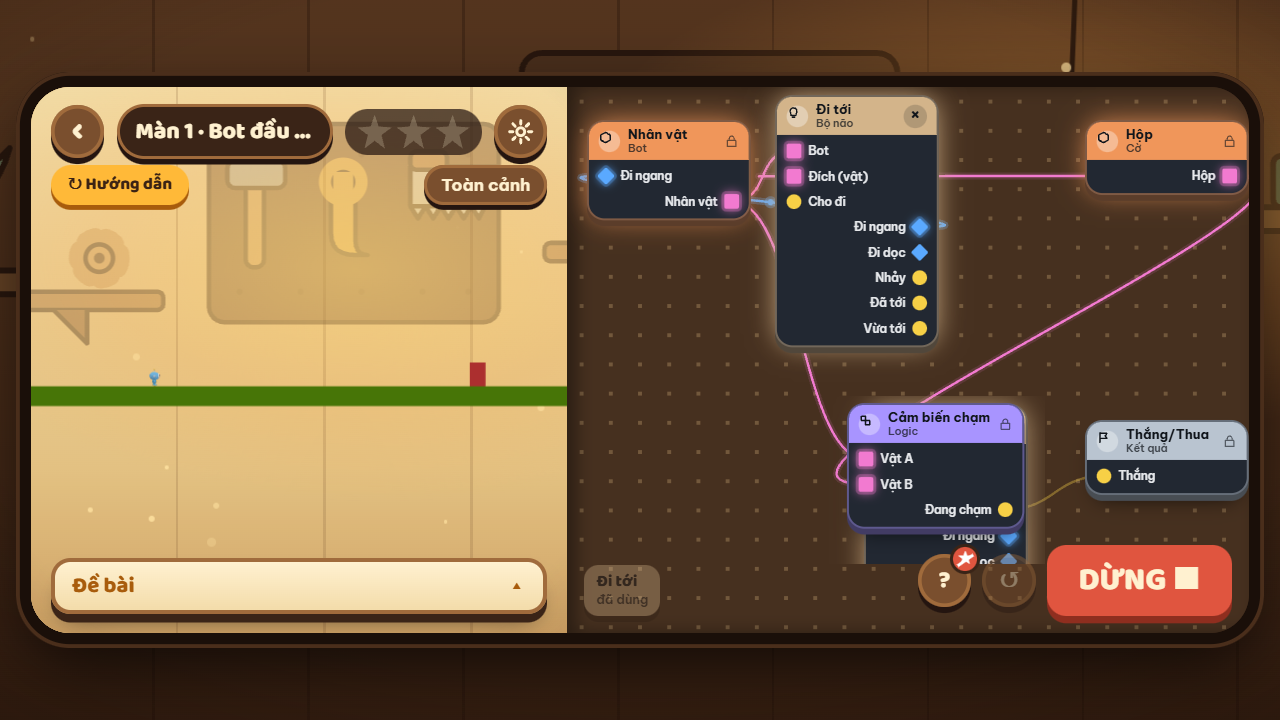 Màn 1 · Bot đầu ...
↻ Hướng dẫn
Toàn cảnh
Đề bài
Nhân vật
Bot
Đi ngang
Nhân vật
Đi tới
Bộ não
Bot
Đích (vật)
Cho đi
Đi ngang
Đi dọc
Nhảy
Đã tới
Vừa tới
Hộp
Cờ
Hộp
Cảm biến chạm
Logic
Vật A
Vật B
Đang chạm
Đi ngang
Thắng/Thua
Kết quả
Thắng
Đi tới
đã dùng
?
DỪNG